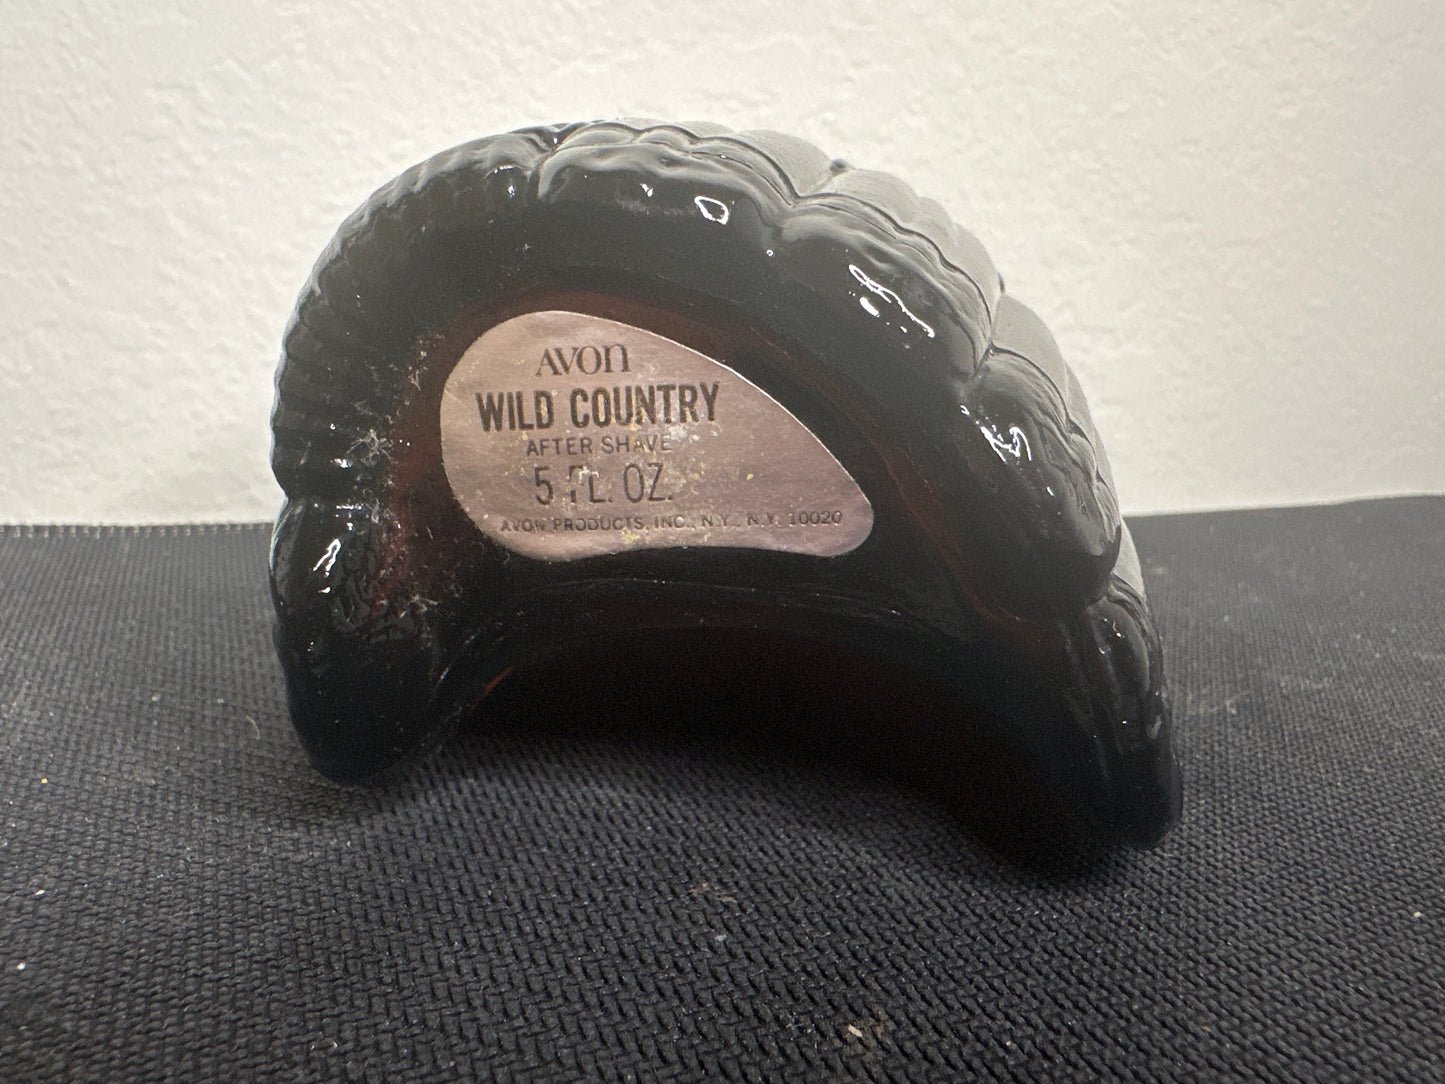 AVON
WILD COUNTRY
AFTER SHAVE
5 FL. OZ.
AVON PRODUCTS, INC., N.Y., N.Y. 10020